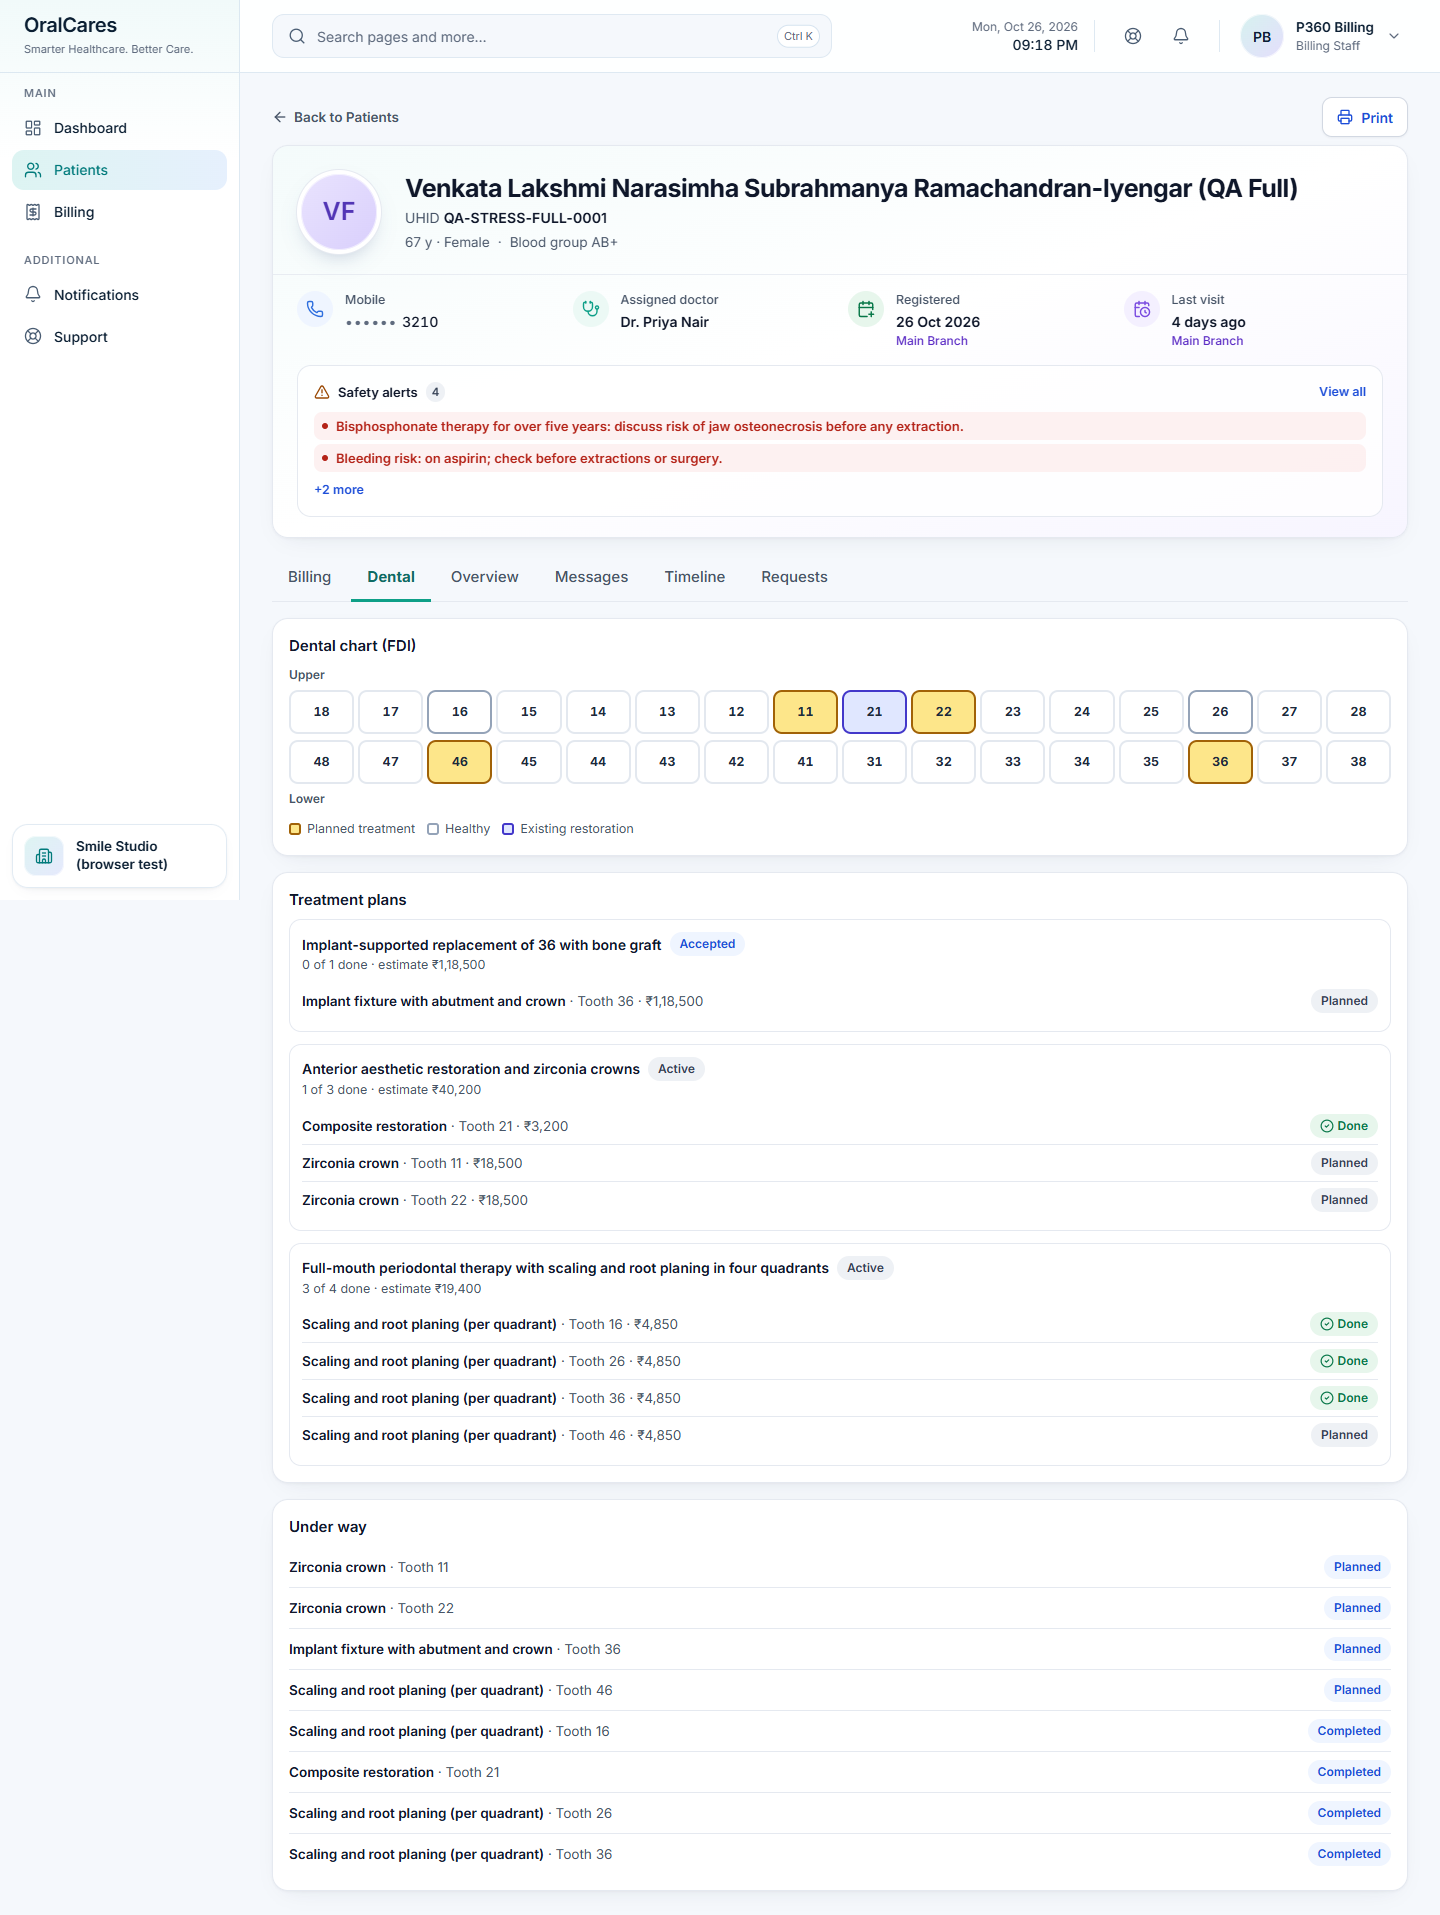 OralCares
Smarter Healthcare. Better Care.
Search pages and more...
Ctrl K
Mon, Oct 26, 2026
09:18 PM
PB
P360 Billing
Billing Staff
MAIN
Dashboard
Patients
Billing
ADDITIONAL
Notifications
Support
Smile Studio
(browser test)
Back to Patients
Print
VF
Venkata Lakshmi Narasimha Subrahmanya Ramachandran-Iyengar (QA Full)
UHID QA-STRESS-FULL-0001
67 y · Female · Blood group AB+
Mobile
•••••• 3210
Assigned doctor
Dr. Priya Nair
Registered
26 Oct 2026
Main Branch
Last visit
4 days ago
Main Branch
Safety alerts 4
View all
Bisphosphonate therapy for over five years: discuss risk of jaw osteonecrosis before any extraction.
Bleeding risk: on aspirin; check before extractions or surgery.
+2 more
Billing Dental Overview Messages Timeline Requests
Dental chart (FDI)
Upper
18 17 16 15 14 13 12 11 21 22 23 24 25 26 27 28
48 47 46 45 44 43 42 41 31 32 33 34 35 36 37 38
Lower
Planned treatment Healthy Existing restoration
Treatment plans
Implant-supported replacement of 36 with bone graft Accepted
0 of 1 done · estimate ₹1,18,500
Implant fixture with abutment and crown · Tooth 36 · ₹1,18,500 Planned
Anterior aesthetic restoration and zirconia crowns Active
1 of 3 done · estimate ₹40,200
Composite restoration · Tooth 21 · ₹3,200 Done
Zirconia crown · Tooth 11 · ₹18,500 Planned
Zirconia crown · Tooth 22 · ₹18,500 Planned
Full-mouth periodontal therapy with scaling and root planing in four quadrants Active
3 of 4 done · estimate ₹19,400
Scaling and root planing (per quadrant) · Tooth 16 · ₹4,850 Done
Scaling and root planing (per quadrant) · Tooth 26 · ₹4,850 Done
Scaling and root planing (per quadrant) · Tooth 36 · ₹4,850 Done
Scaling and root planing (per quadrant) · Tooth 46 · ₹4,850 Planned
Under way
Zirconia crown · Tooth 11 Planned
Zirconia crown · Tooth 22 Planned
Implant fixture with abutment and crown · Tooth 36 Planned
Scaling and root planing (per quadrant) · Tooth 46 Planned
Scaling and root planing (per quadrant) · Tooth 16 Completed
Composite restoration · Tooth 21 Completed
Scaling and root planing (per quadrant) · Tooth 26 Completed
Scaling and root planing (per quadrant) · Tooth 36 Completed